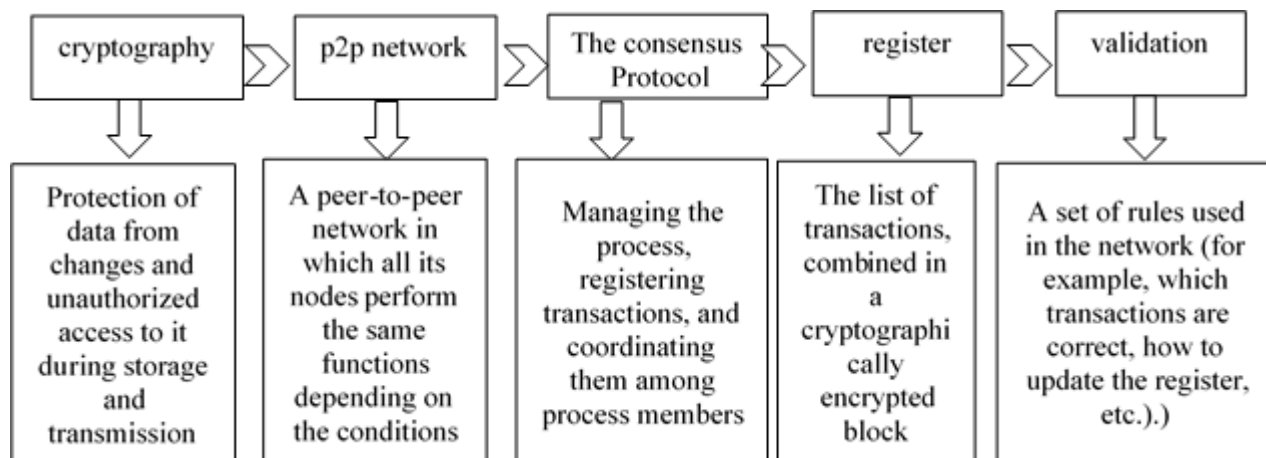 cryptography
p2p network
The consensus
Protocol
register
validation
Protection of
data from
changes and
unauthorized
access to it
during storage
and
transmission
A peer-to-peer
network in
which all its
nodes perform
the same
functions
depending on
the conditions
Managing the
process,
registering
transactions, and
coordinating
them among
process members
The list of
transactions,
combined in
a
cryptographi
cally
encrypted
block
A set of rules used
in the network (for
example, which
transactions are
correct, how to
update the register,
etc.).)